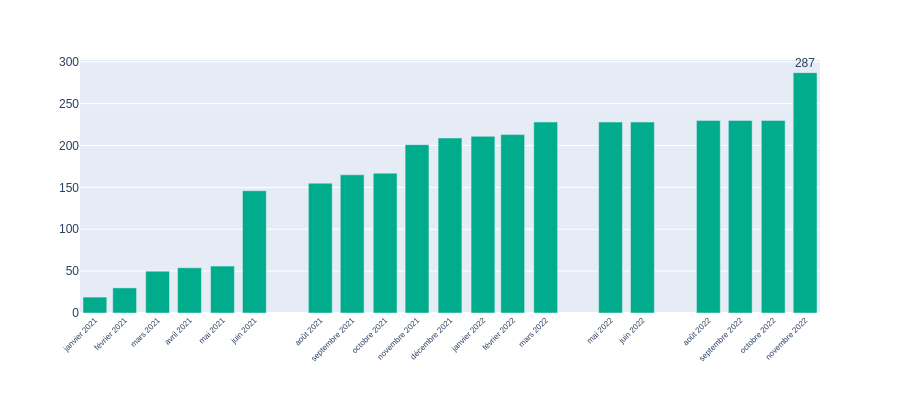 300
287
250
200
150
100
50
0
janvier 2021
février 2021
mars 2021
avril 2021
mai 2021
juin 2021
août 2021
septembre 2021
octobre 2021
novembre 2021
décembre 2021
janvier 2022
février 2022
mars 2022
mai 2022
juin 2022
août 2022
septembre 2022
octobre 2022
novembre 2022